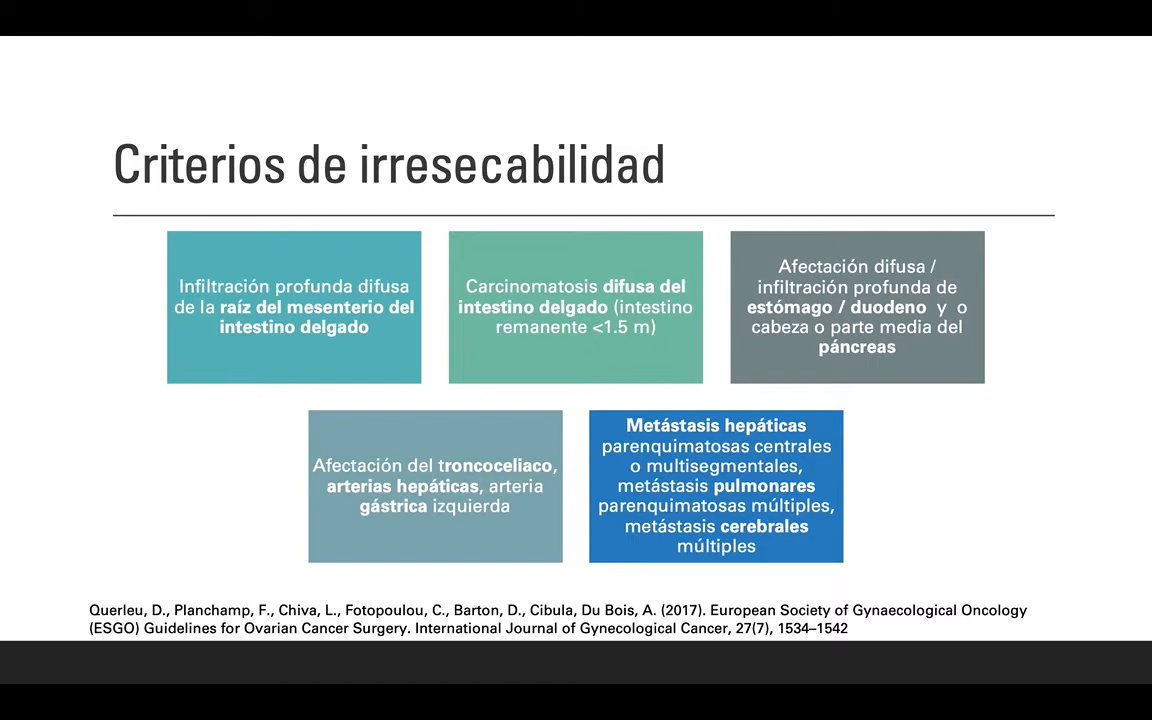 Criterios de irresecabilidad
Infiltración profunda difusa
de la raíz del mesenterio del
intestino delgado
Carcinomatosis difusa del
intestino delgado (intestino
remanente <1.5 m)
Afectación difusa /
infiltración profunda de
estómago / duodeno y o
cabeza o parte media del
páncreas
Afectación del troncoceliaco,
arterias hepáticas, arteria
gástrica izquierda
Metástasis hepáticas
parenquimatosas centrales
o multisegmentales,
metástasis pulmonares
parenquimatosas múltiples,
metástasis cerebrales
múltiples
Querleu, D., Planchamp, F., Chiva, L., Fotopoulou, C., Barton, D., Cibula, Du Bois, A. (2017). European Society of Gynaecological Oncology
(ESGO) Guidelines for Ovarian Cancer Surgery. International Journal of Gynecological Cancer, 27(7), 1534–1542